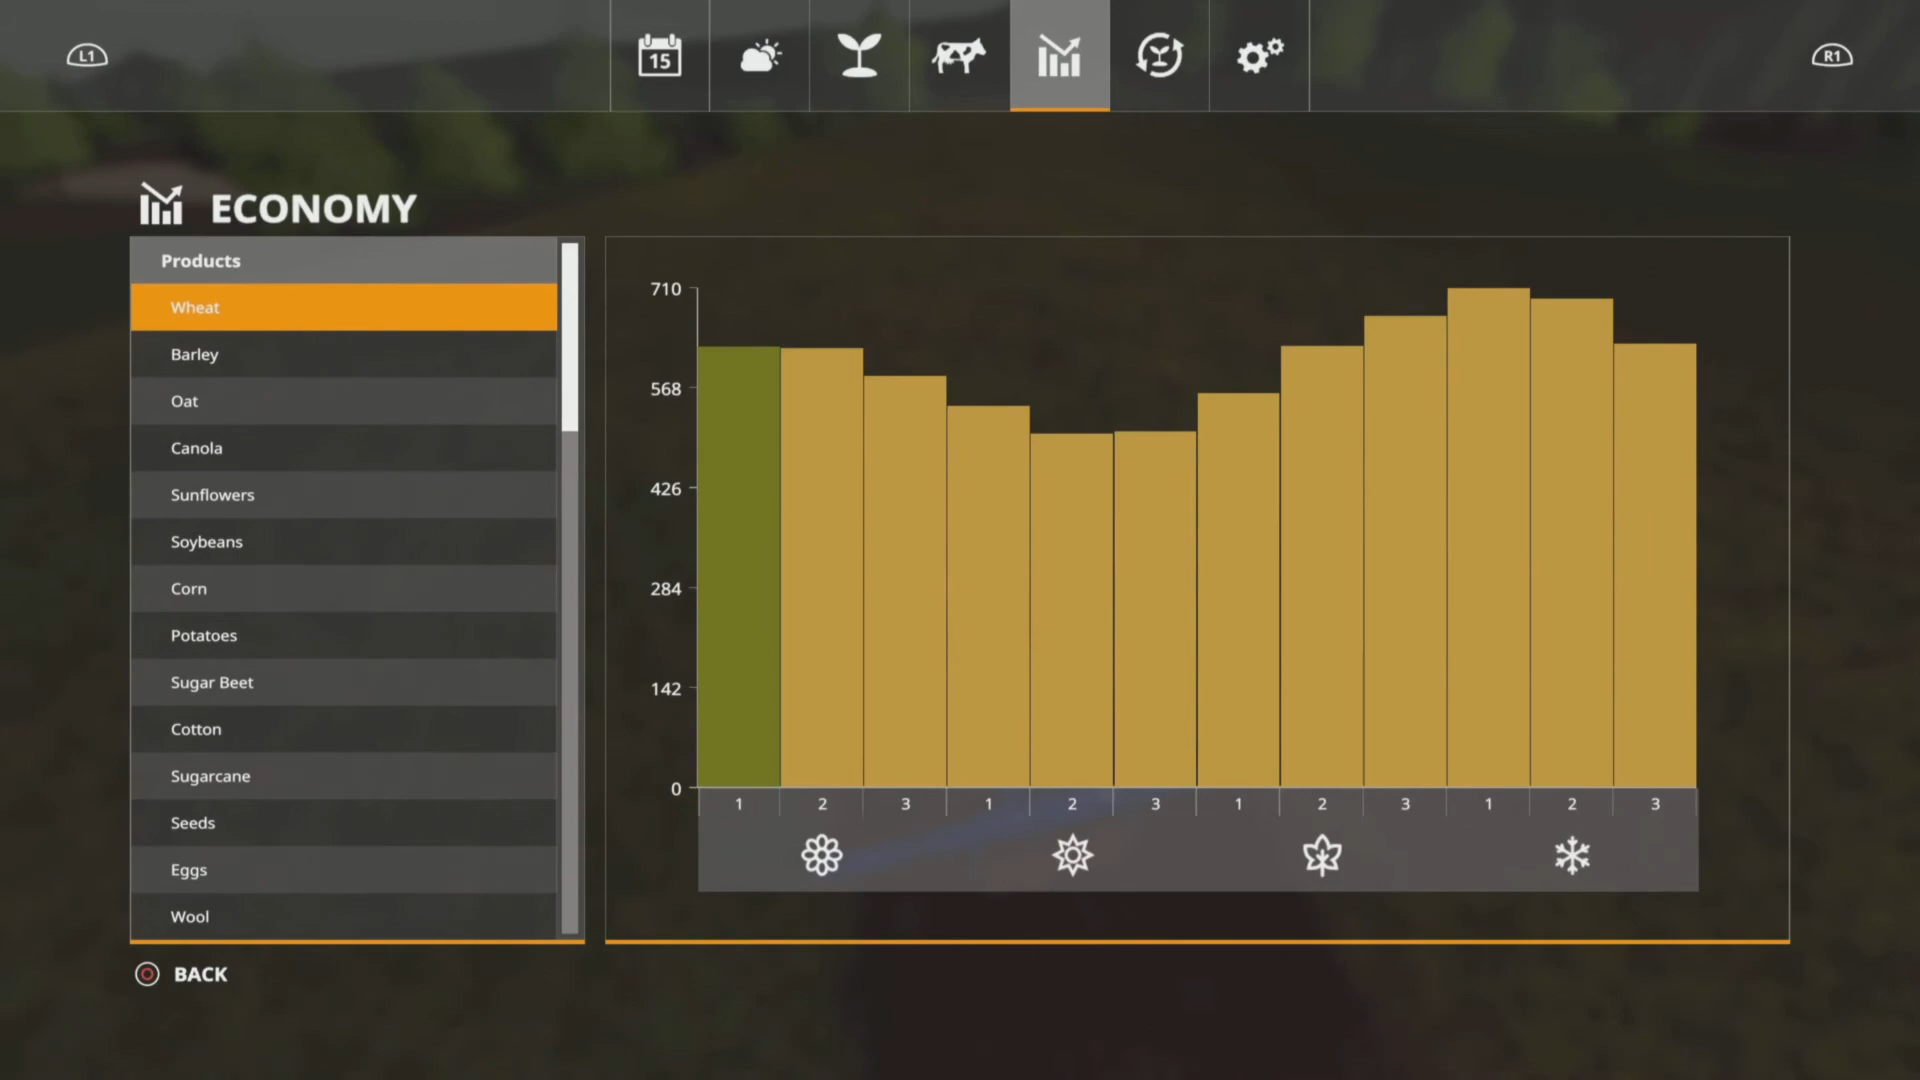 L1
15
R1
ECONOMY
Products
Wheat
Barley
Oat
Canola
Sunflowers
Soybeans
Corn
Potatoes
Sugar Beet
Cotton
Sugarcane
Seeds
Eggs
Wool
710
568
426
284
142
0
1 2 3 1 2 3 1 2 3 1 2 3
BACK